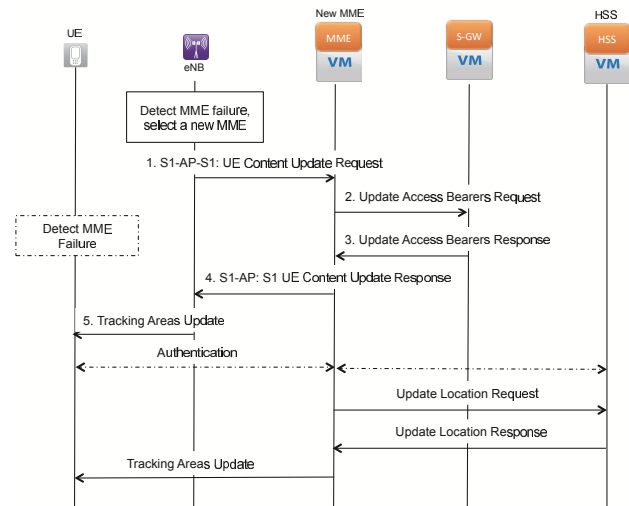 New MME
HSS
UE
MME
S-GW
HSS
eNB
VM
VM
VM
Detect MME failure,
select a new MME
1. S1-AP-S1: UE Content Update Request
2. Update Access Bearers Request
Detect MME
Failure
3. Update Access Bearers Response
4. S1-AP: S1 UE Content Update Response
5. Tracking Areas Update
Authentication
Update Location Request
Update Location Response
Tracking Areas Update